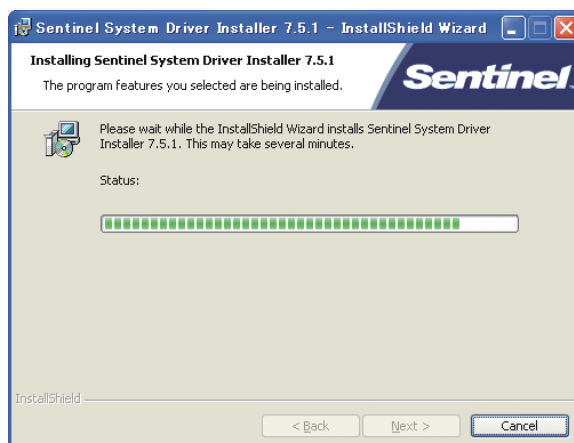 Sentinel System Driver Installer 7.5.1 - InstallShield Wizard
Installing Sentinel System Driver Installer 7.5.1
The program features you selected are being installed.
Sentinel
Please wait while the InstallShield Wizard installs Sentinel System Driver
Installer 7.5.1. This may take several minutes.
Status:
InstallShield
< Back
Next >
Cancel